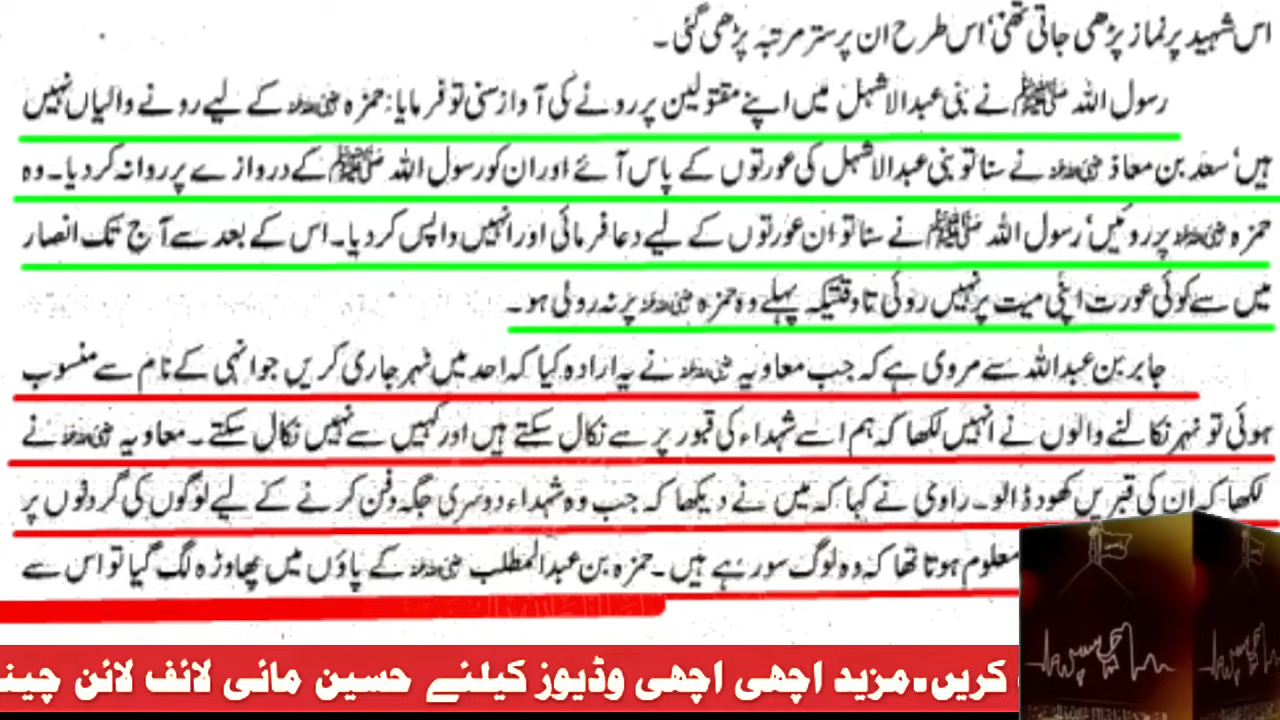 اس شہید پر نماز پڑھی جاتی تھی‘ اس طرح ان پر ستر مرتبہ پڑھی گئی۔
رسول اللہ ﷺ نے بنی عبدالاشہل میں اپنے مقتولین پر رونے کی آواز سنی تو فرمایا: حمزہ رضی اللہ عنہ کے لیے رونے والیاں نہیں
ہیں‘ سعد بن معاذ رضی اللہ عنہ نے سنا تو بنی عبدالاشہل کی عورتوں کے پاس آئے اور ان کو رسول اللہ ﷺ کے دروازے پر روانہ کر دیا۔ وہ
حمزہ رضی اللہ عنہ پر روئیں‘ رسول اللہ ﷺ نے سنا تو ان عورتوں کے لیے دعا فرمائی اور انہیں واپس کر دیا۔ اس کے بعد سے آج تک انصار
میں سے کوئی عورت اپنی میت پر نہیں روئی تاوقتیکہ پہلے وہ حمزہ رضی اللہ عنہ پر نہ رولی ہو۔
جابر بن عبداللہ سے مروی ہے کہ جب معاویہ رضی اللہ عنہ نے یہ ارادہ کیا کہ احد میں نہر جاری کریں جو انہی کے نام سے منسوب
ہوئی تو نہر نکالنے والوں نے انہیں لکھا کہ ہم اسے شہداء کی قبور پر سے نکال سکتے ہیں اور کہیں سے نہیں نکال سکتے۔ معاویہ رضی اللہ عنہ نے
لکھا کہ ان کی قبریں کھود ڈالو۔ راوی نے کہا کہ میں نے دیکھا کہ جب وہ شہداء دوسری جگہ دفن کرنے کے لیے لوگوں کی گردنوں پر
معلوم ہوتا تھا کہ وہ لوگ سو رہے ہیں۔ حمزہ بن عبدالمطلب رضی اللہ عنہ کے پاؤں میں پھاوڑہ لگ گیا تو اس سے
کریں۔مزید اچھی اچھی وڈیوز کیلئے حسین مائی لائف لائن چینل